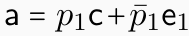 a = p₁c + p̄₁e₁